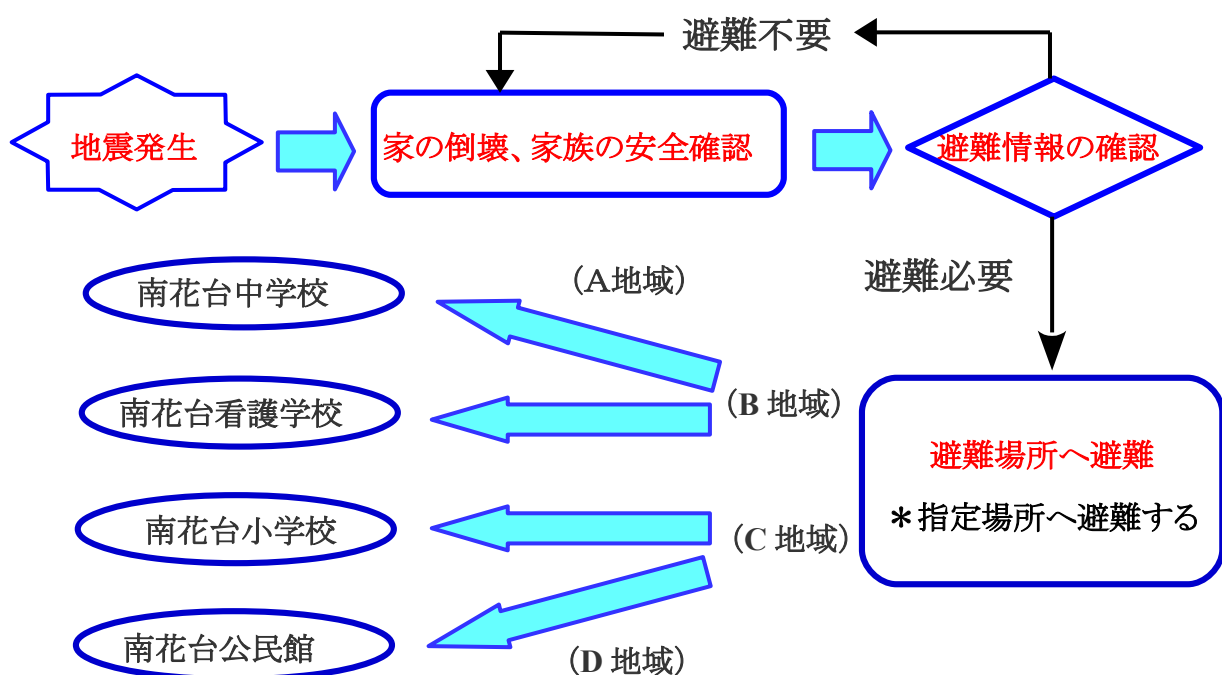 避難不要
地震発生
家の倒壊、家族の安全確認
避難情報の確認
避難必要
南花台中学校
（A地域）
南花台看護学校
（B 地域）
避難場所へ避難
＊指定場所へ避難する
南花台小学校
（C 地域）
南花台公民館
（D 地域）